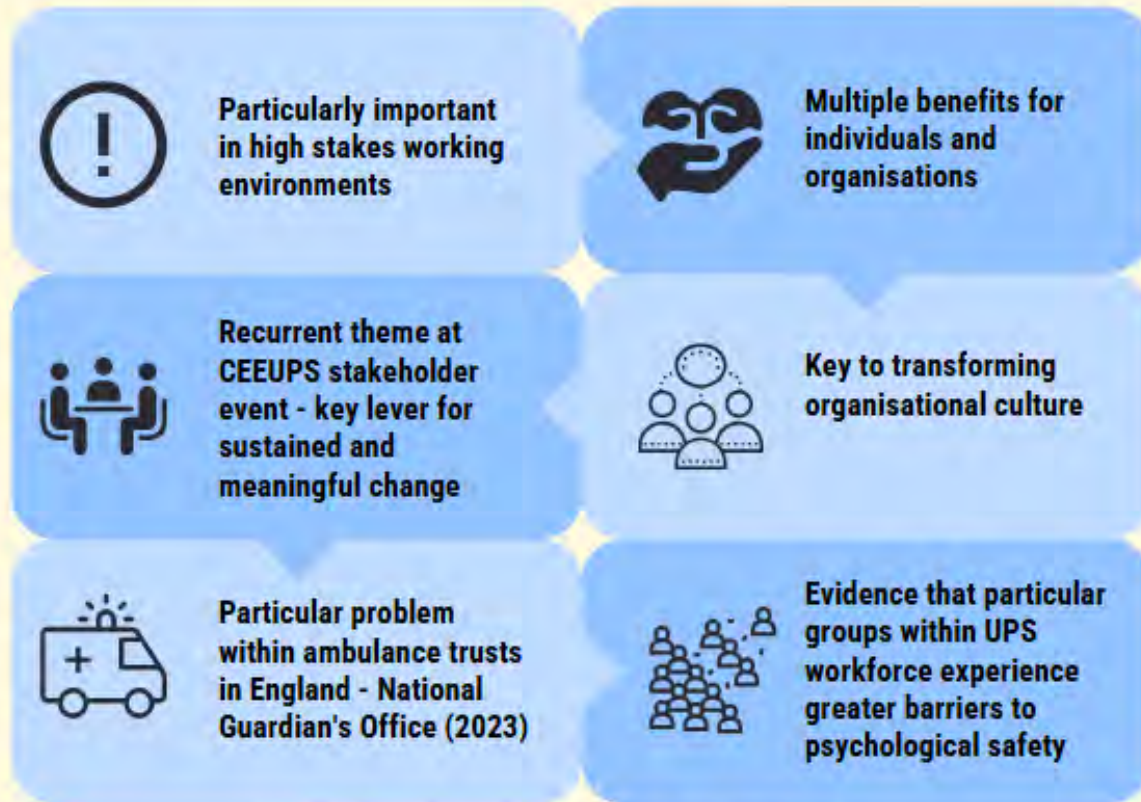 Particularly important
in high stakes working
environments
Multiple benefits for
individuals and
organisations
Key to transforming
organisational culture
Recurrent theme at
CEEUPS stakeholder
event - key lever for
sustained and
meaningful change
Particular problem
within ambulance trusts
in England - National
Guardian's Office (2023)
Evidence that particular
groups within UPS
workforce experience
greater barriers to
psychological safety